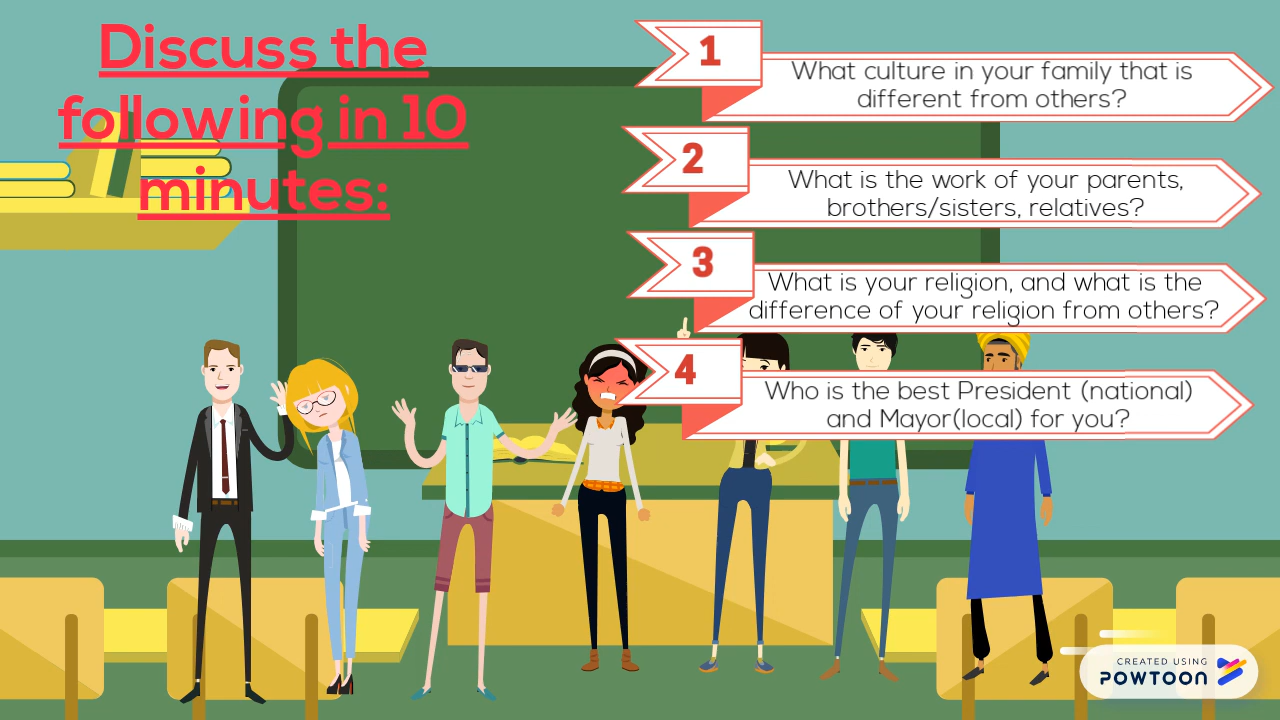 Discuss the
following in 10
minutes:
1
What culture in your family that is
different from others?
2
What is the work of your parents,
brothers/sisters, relatives?
3
What is your religion, and what is the
difference of your religion from others?
4
Who is the best President (national)
and Mayor(local) for you?
CREATED USING
POWTOON